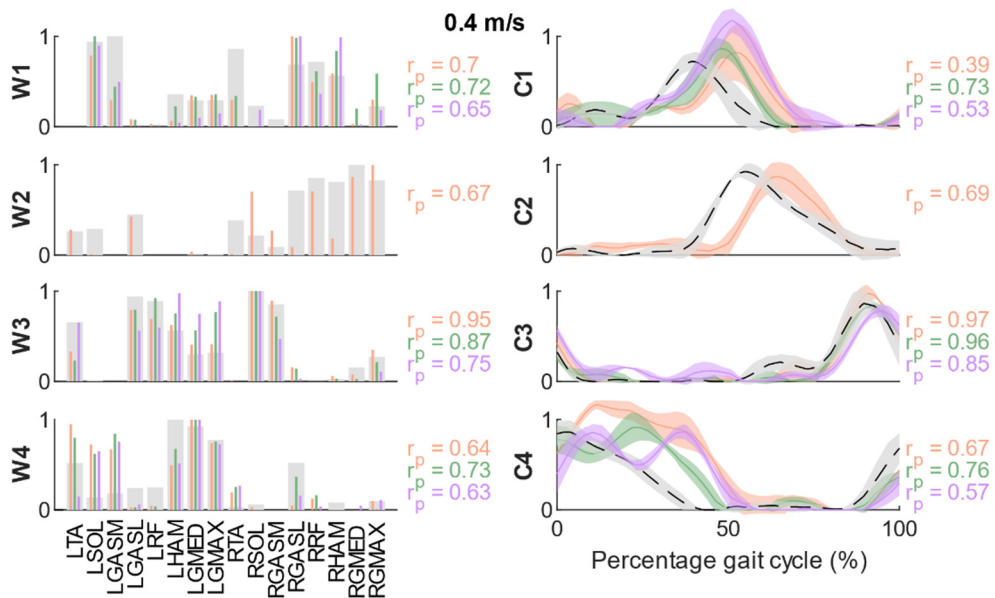 0.4 m/s
W1
1
0
r_p = 0.7
r_p = 0.72
r_p = 0.65
C1
1
0
r_p = 0.39
r_p = 0.73
r_p = 0.53
W2
1
0
r_p = 0.67
C2
1
0
r_p = 0.69
W3
1
0
r_p = 0.95
r_p = 0.87
r_p = 0.75
C3
1
0
r_p = 0.97
r_p = 0.96
r_p = 0.85
W4
1
0
r_p = 0.64
r_p = 0.73
r_p = 0.63
C4
1
0
r_p = 0.67
r_p = 0.76
r_p = 0.57
LTA
LSOL
LGASM
LGASL
LRF
LHAM
LGMED
LGMAX
RTA
RSOL
RGASM
RGASL
RRF
RHAM
RGMED
RGMAX
0 50 100
Percentage gait cycle (%)